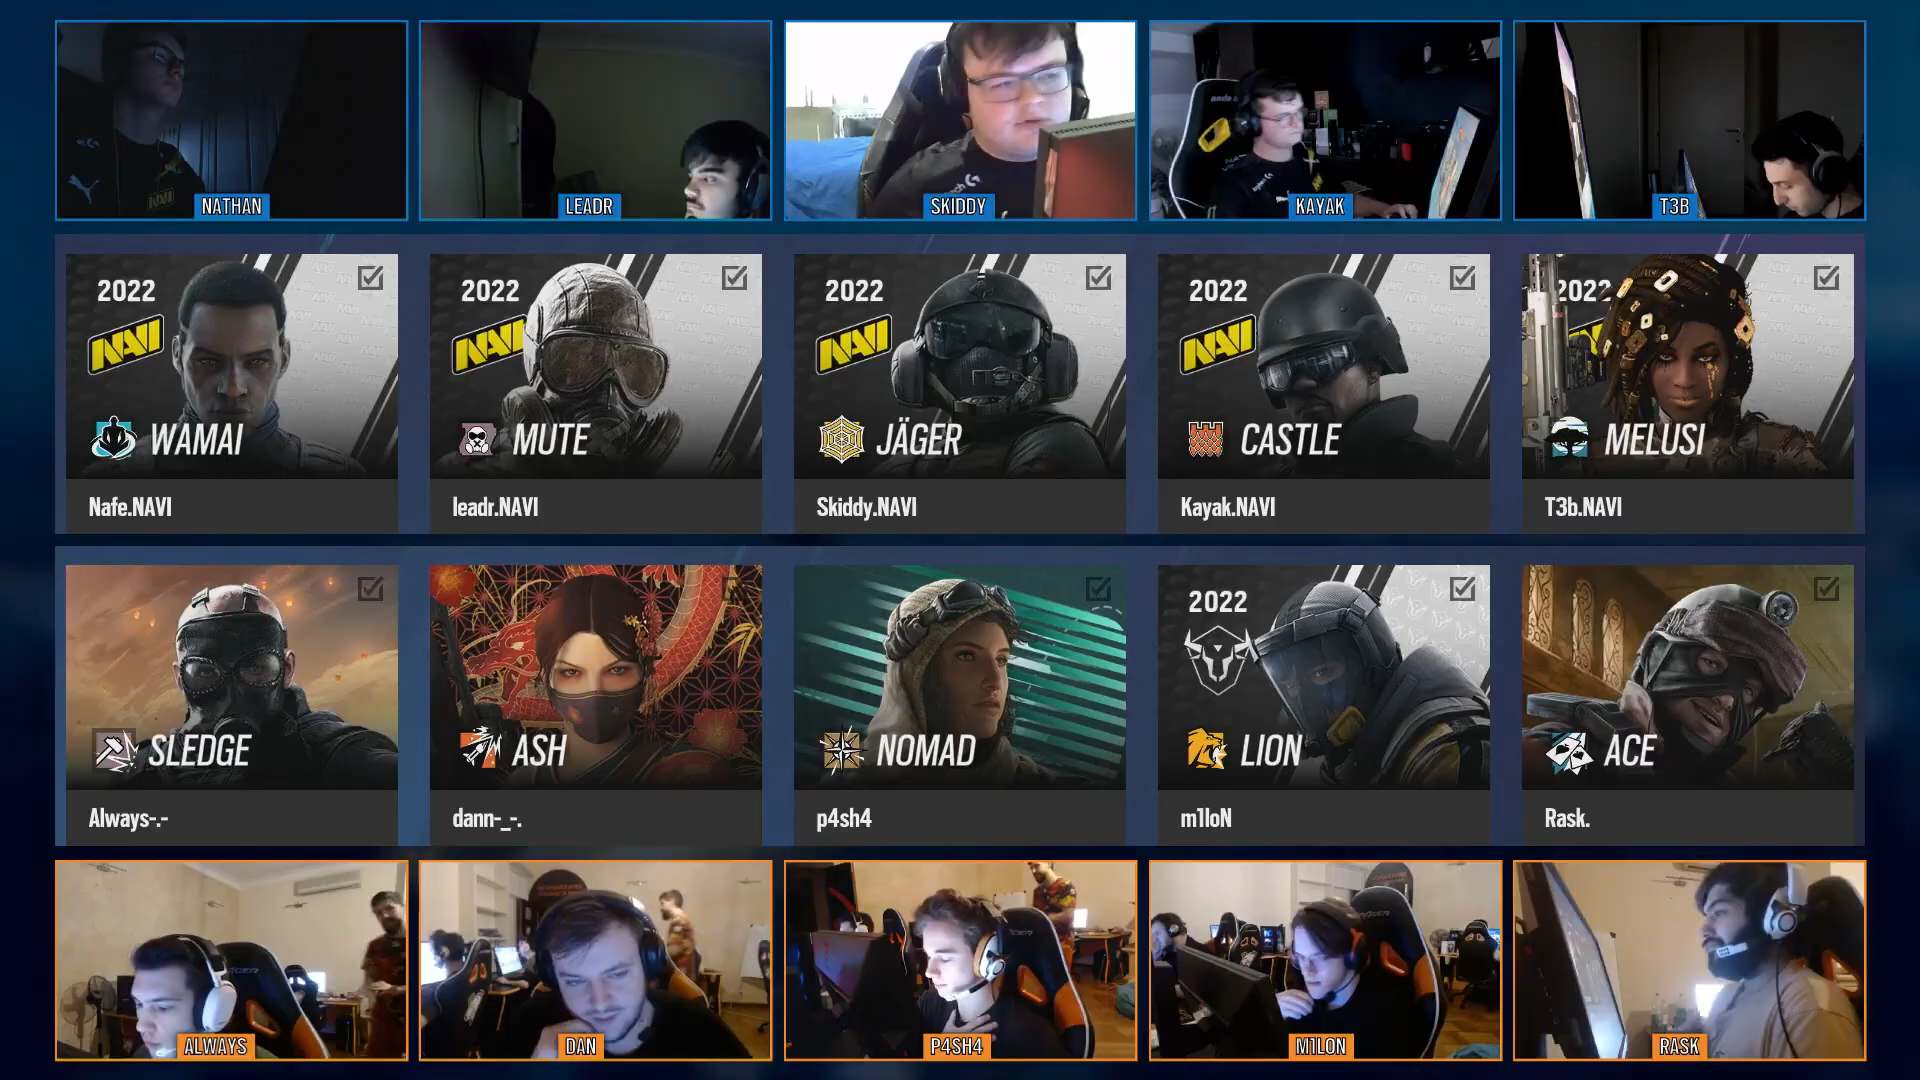 NATHAN
LEADR
SKIDDY
KAYAK
T3B
2022
NAVI
WAMAI
Nafe.NAVI
2022
NAVI
MUTE
leadr.NAVI
2022
NAVI
JÄGER
Skiddy.NAVI
2022
NAVI
CASTLE
Kayak.NAVI
2022
MELUSI
T3b.NAVI
SLEDGE
Always-.-
ASH
dann-_-.
NOMAD
p4sh4
2022
LION
m1loN
ACE
Rask.
ALWAYS
DAN
P4SH4
M1LON
RASK